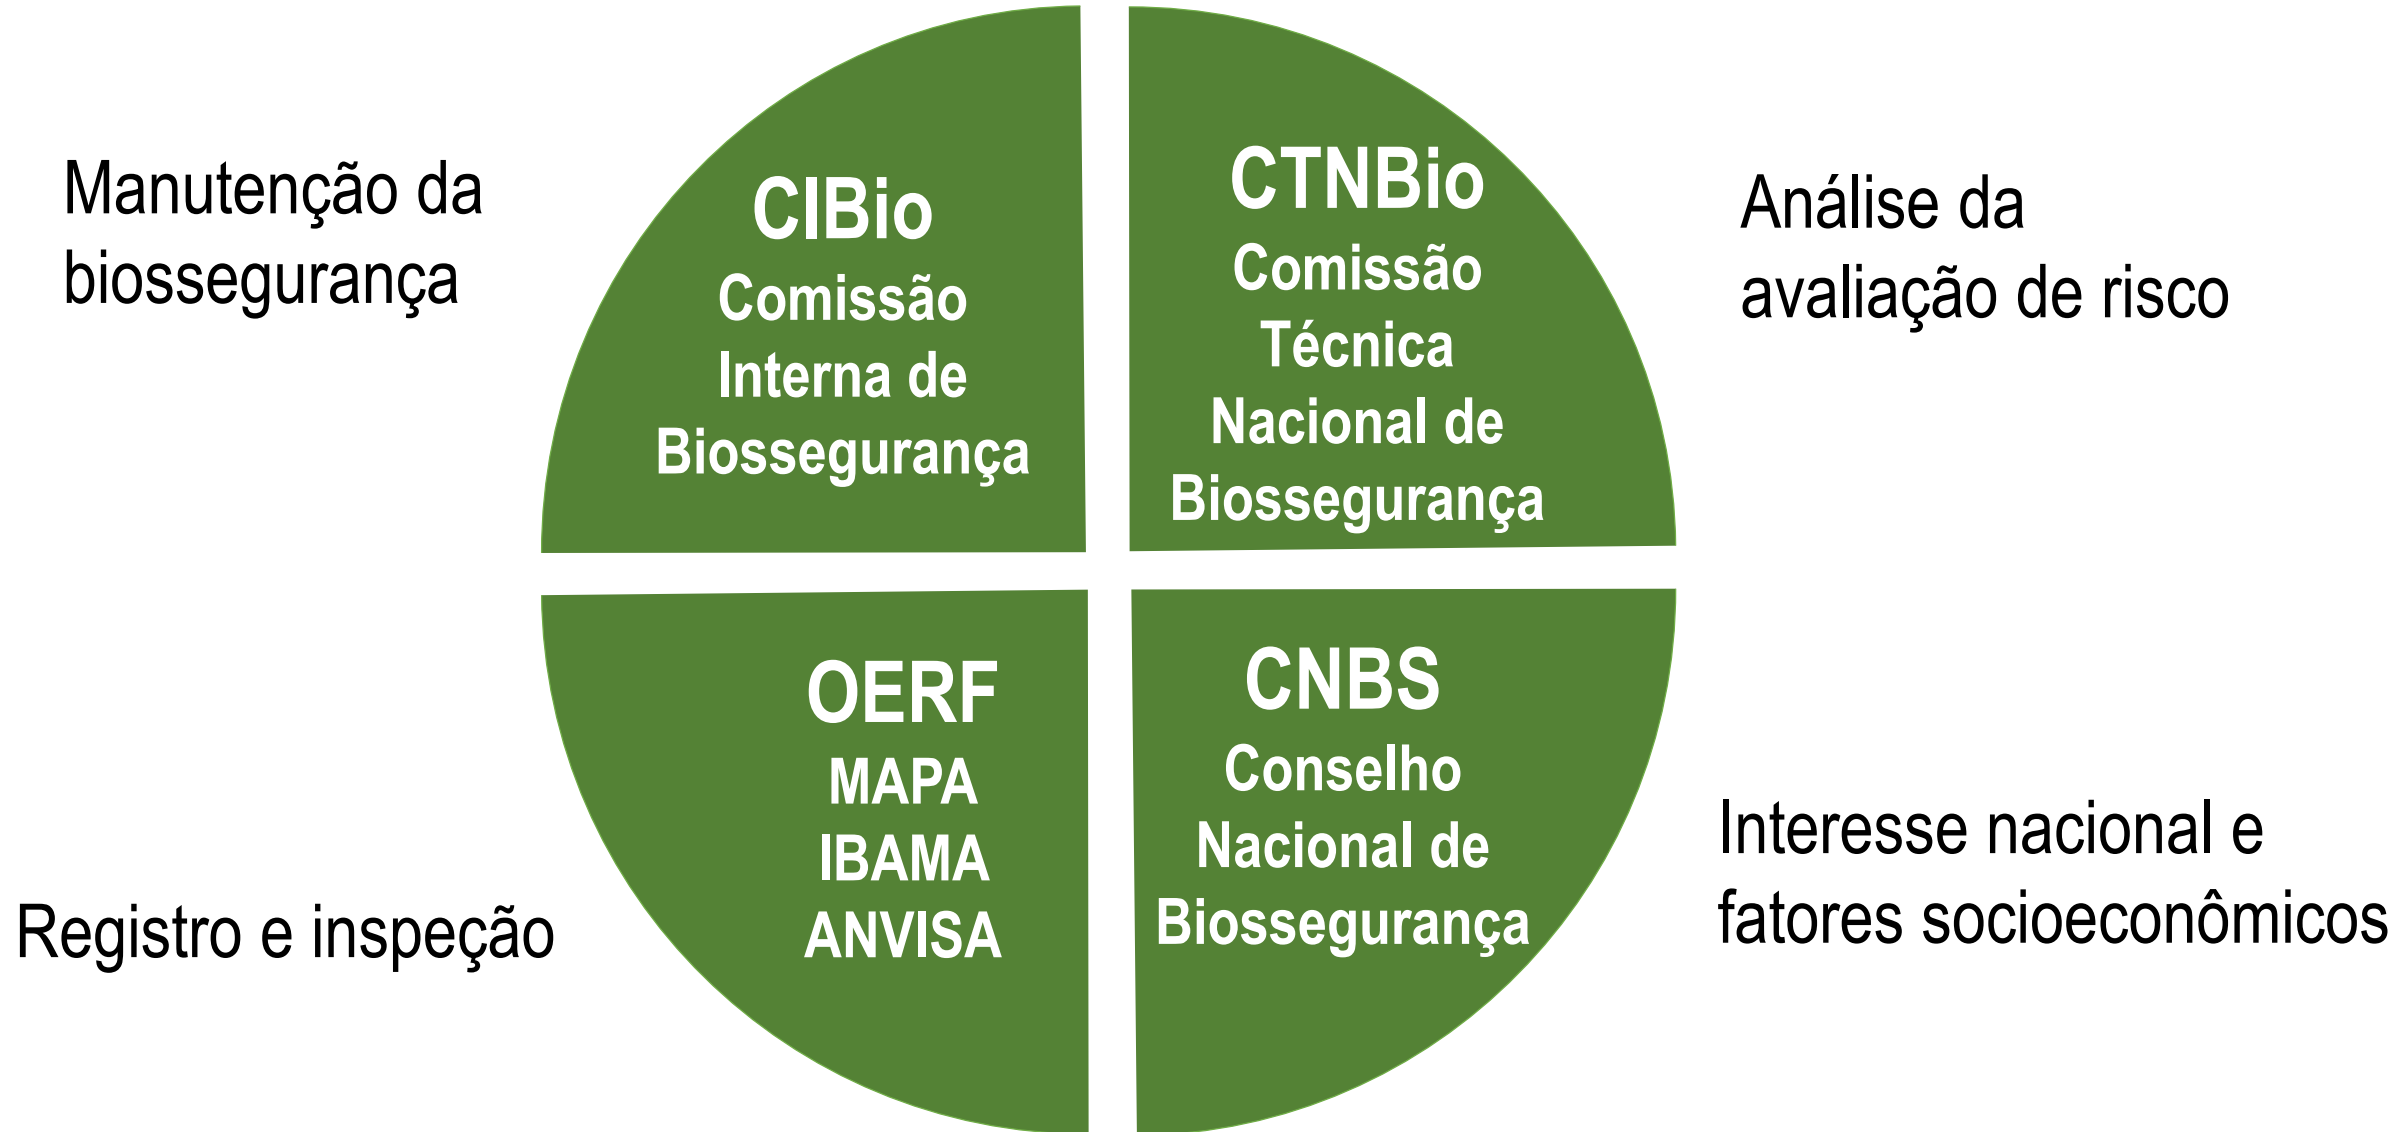 Manutenção da
biossegurança
CIBio
Comissão
Interna de
Biossegurança
CTNBio
Comissão
Técnica
Nacional de
Biossegurança
Análise da
avaliação de risco
Registro e inspeção
OERF
MAPA
IBAMA
ANVISA
CNBS
Conselho
Nacional de
Biossegurança
Interesse nacional e
fatores socioeconômicos